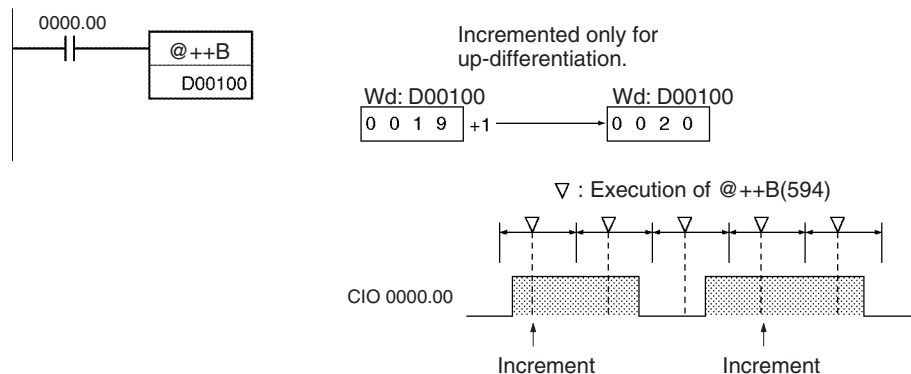 0000.00
@++B
D00100
Incremented only for
up-differentiation.
Wd: D00100 Wd: D00100
0 0 1 9 +1 0 0 2 0
▽ : Execution of @++B(594)
CIO 0000.00
Increment Increment